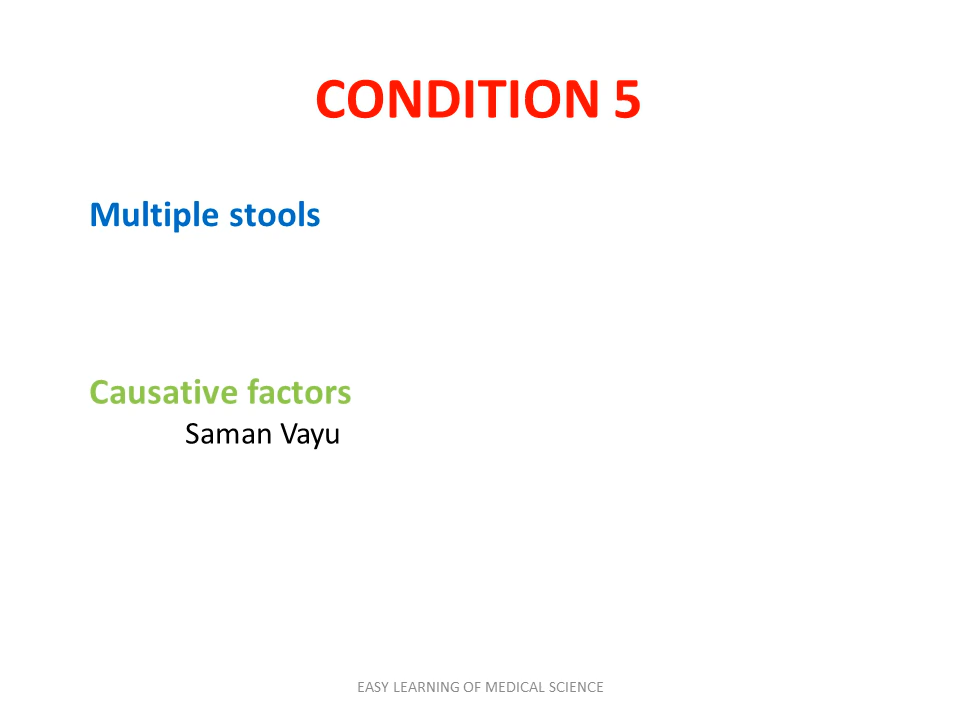 CONDITION 5
Multiple stools
Causative factors
Saman Vayu
EASY LEARNING OF MEDICAL SCIENCE